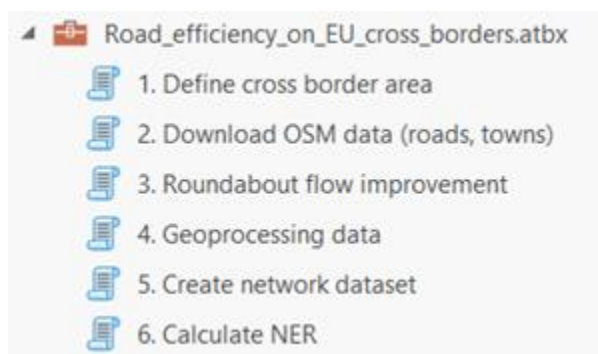 Road_efficiency_on_EU_cross_borders.atbx
1. Define cross border area
2. Download OSM data (roads, towns)
3. Roundabout flow improvement
4. Geoprocessing data
5. Create network dataset
6. Calculate NER